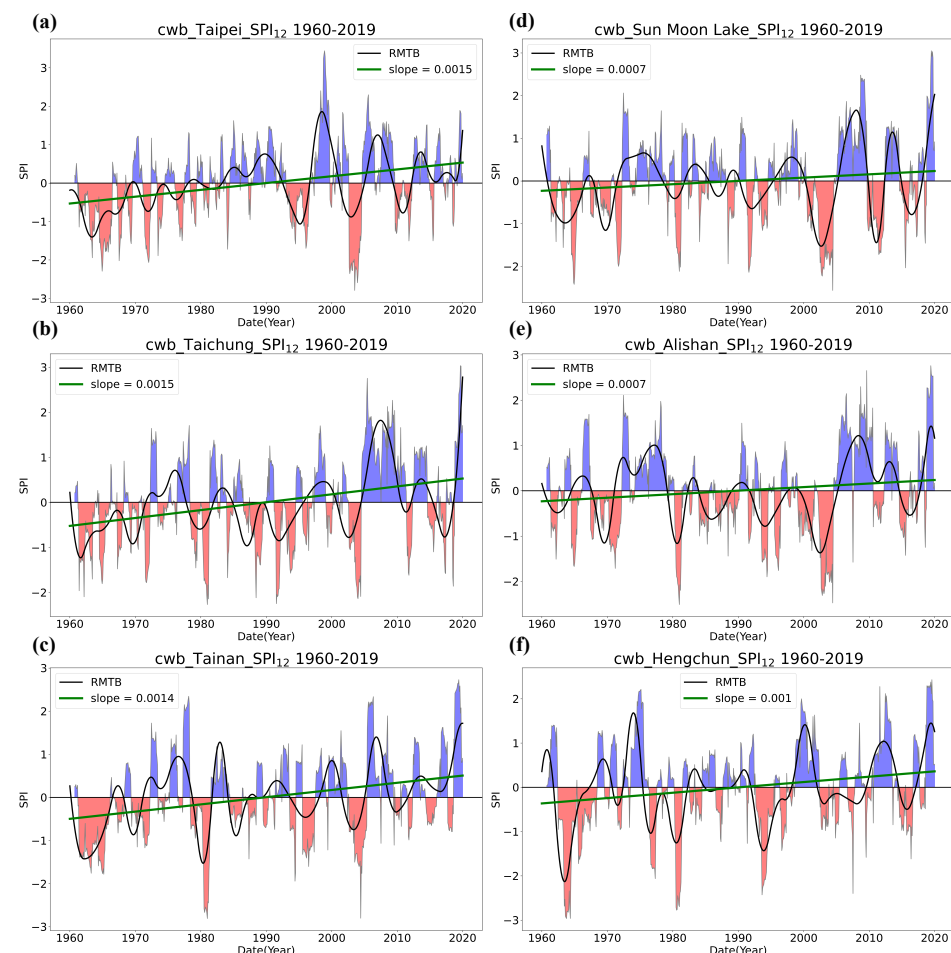 (a)
cwb_Taipei_SPI₁₂ 1960-2019
RMTB
slope = 0.0015
SPI
3
2
1
0
−1
−2
−3
1960 1970 1980 1990 2000 2010 2020
Date(Year)
(d)
cwb_Sun Moon Lake_SPI₁₂ 1960-2019
RMTB
slope = 0.0007
SPI
3
2
1
0
−1
−2
1960 1970 1980 1990 2000 2010 2020
Date(Year)
(b)
cwb_Taichung_SPI₁₂ 1960-2019
RMTB
slope = 0.0015
SPI
3
2
1
0
−1
−2
1960 1970 1980 1990 2000 2010 2020
Date(Year)
(e)
cwb_Alishan_SPI₁₂ 1960-2019
RMTB
slope = 0.0007
SPI
3
2
1
0
−1
−2
1960 1970 1980 1990 2000 2010 2020
Date(Year)
(c)
cwb_Tainan_SPI₁₂ 1960-2019
RMTB
slope = 0.0014
SPI
3
2
1
0
−1
−2
−3
1960 1970 1980 1990 2000 2010 2020
Date(Year)
(f)
cwb_Hengchun_SPI₁₂ 1960-2019
RMTB
slope = 0.001
SPI
2
1
0
−1
−2
−3
1960 1970 1980 1990 2000 2010 2020
Date(Year)